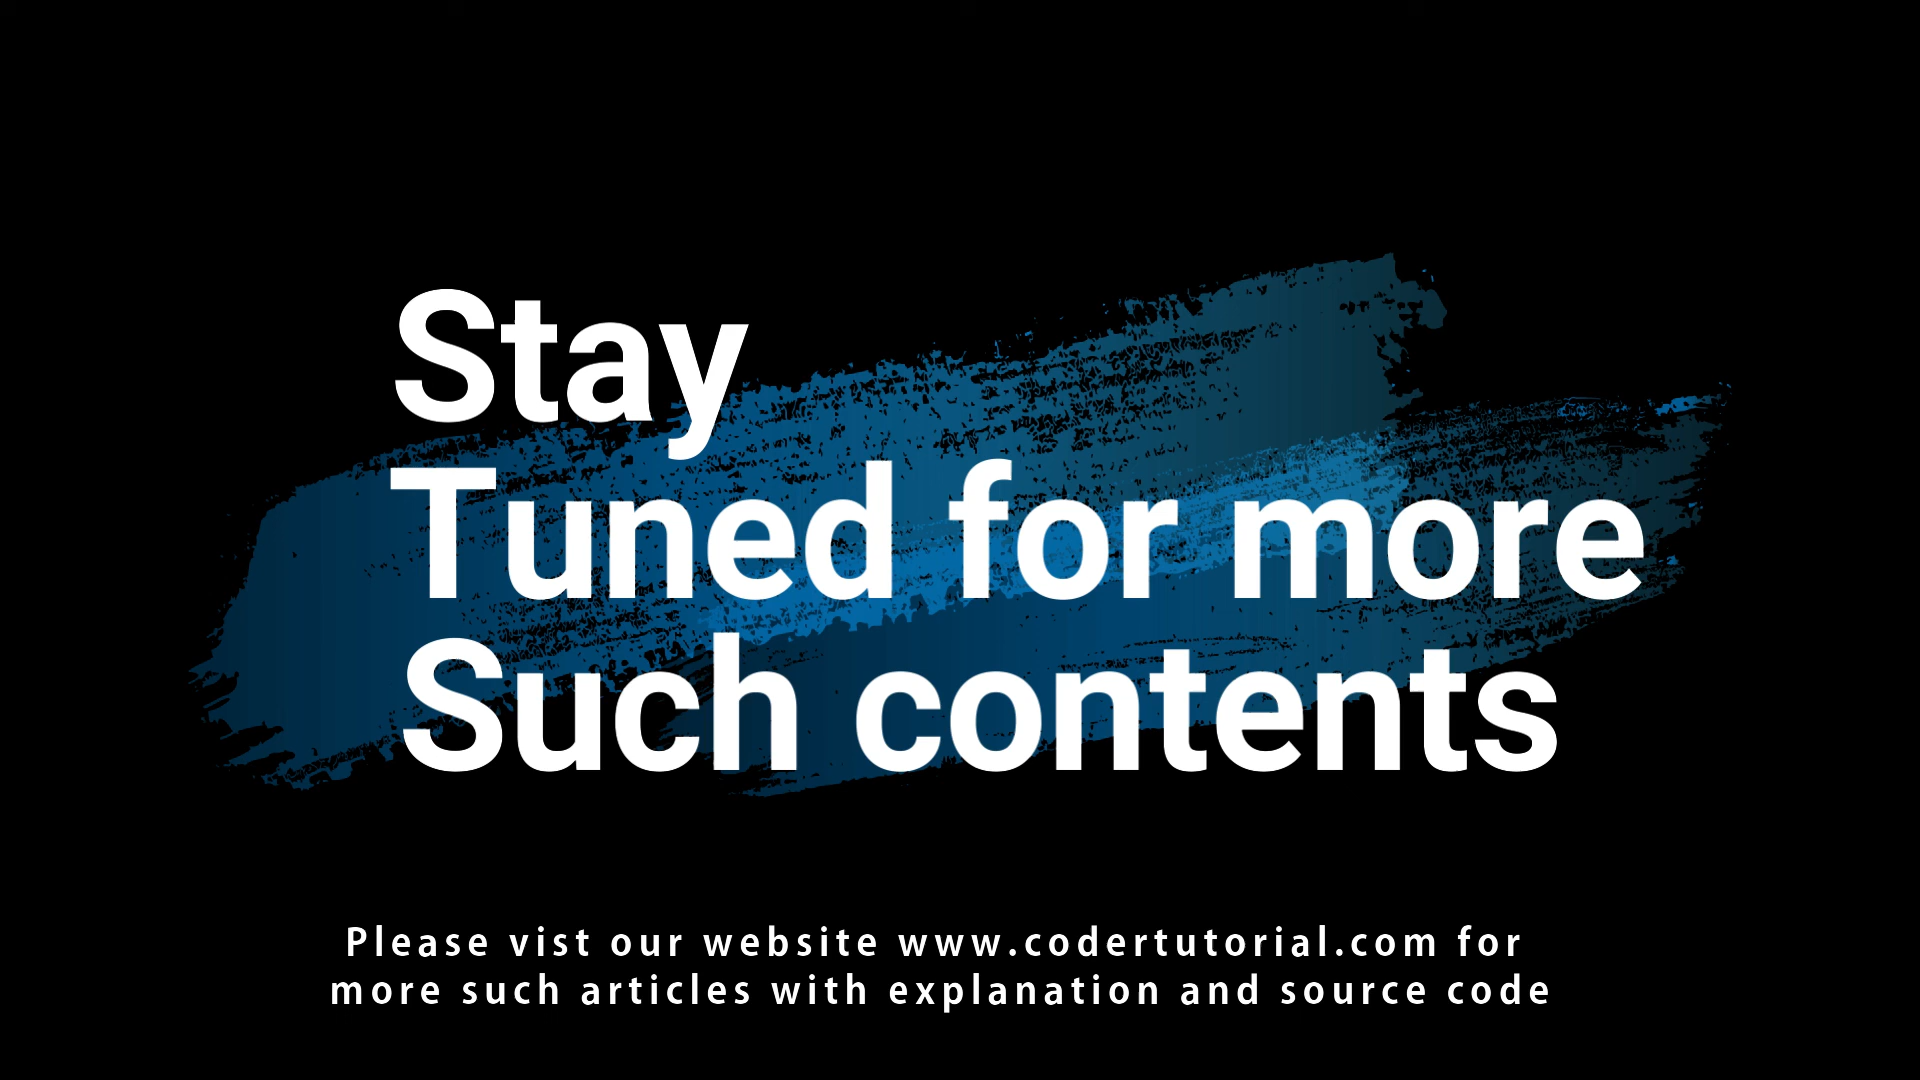 Stay
Tuned for more
Such contents
Please vist our website www.codertutorial.com for
more such articles with explanation and source code